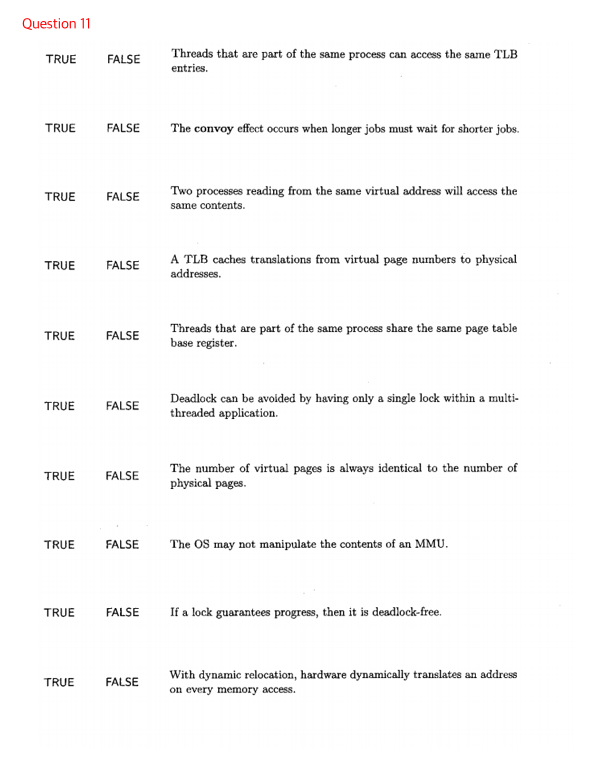 Question 11
TRUE FALSE Threads that are part of the same process can access the same TLB
entries.
TRUE FALSE The convoy effect occurs when longer jobs must wait for shorter jobs.
TRUE FALSE Two processes reading from the same virtual address will access the
same contents.
TRUE FALSE A TLB caches translations from virtual page numbers to physical
addresses.
TRUE FALSE Threads that are part of the same process share the same page table
base register.
TRUE FALSE Deadlock can be avoided by having only a single lock within a multi-
threaded application.
TRUE FALSE The number of virtual pages is always identical to the number of
physical pages.
TRUE FALSE The OS may not manipulate the contents of an MMU.
TRUE FALSE If a lock guarantees progress, then it is deadlock-free.
TRUE FALSE With dynamic relocation, hardware dynamically translates an address
on every memory access.